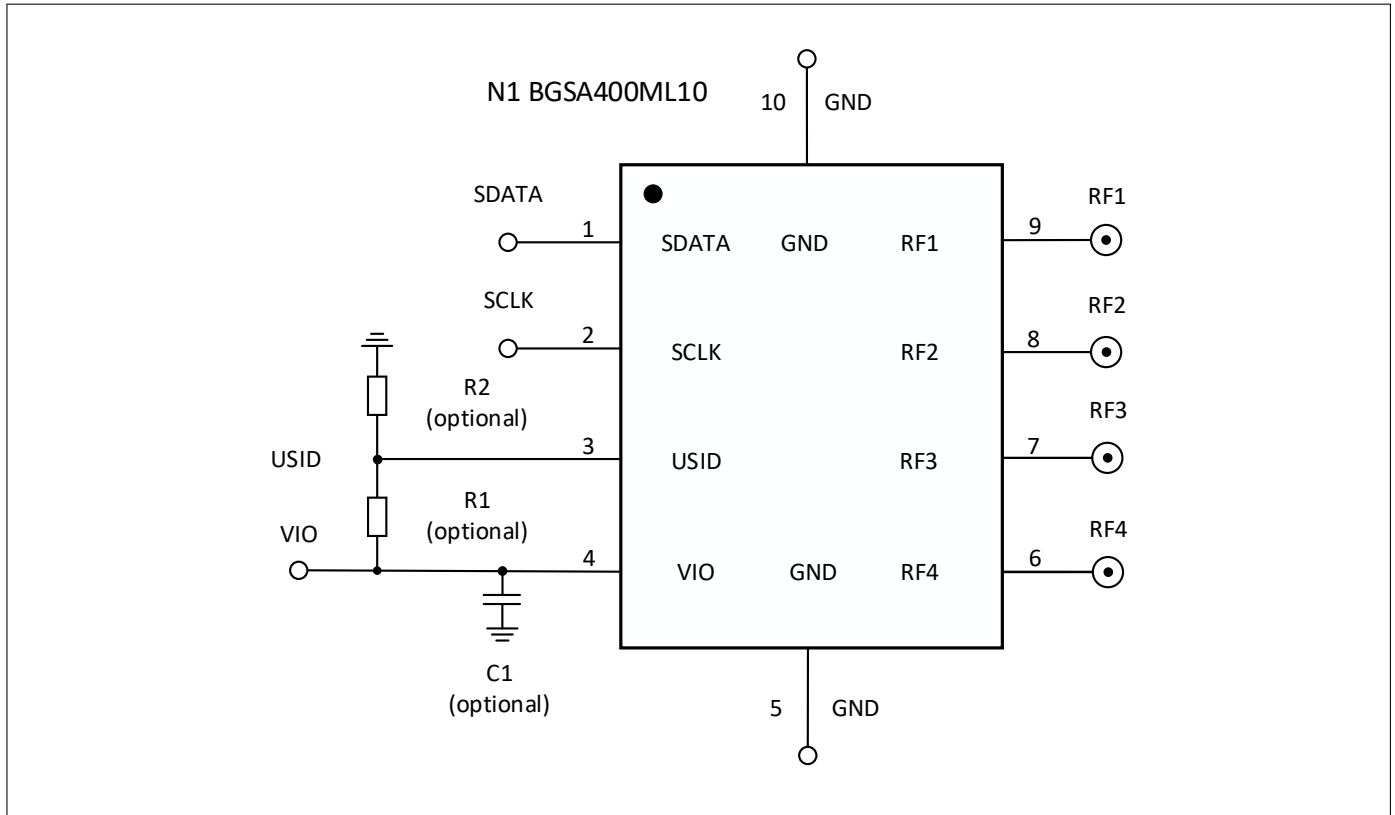 N1 BGSA400ML10
10 GND
SDATA
1
SDATA GND RF1
9
RF1
SCLK
2
SCLK
RF2
8
RF2
R2
(optional)
USID
3
USID
RF3
7
RF3
R1
(optional)
VIO
4
VIO GND RF4
6
RF4
C1
(optional)
5 GND